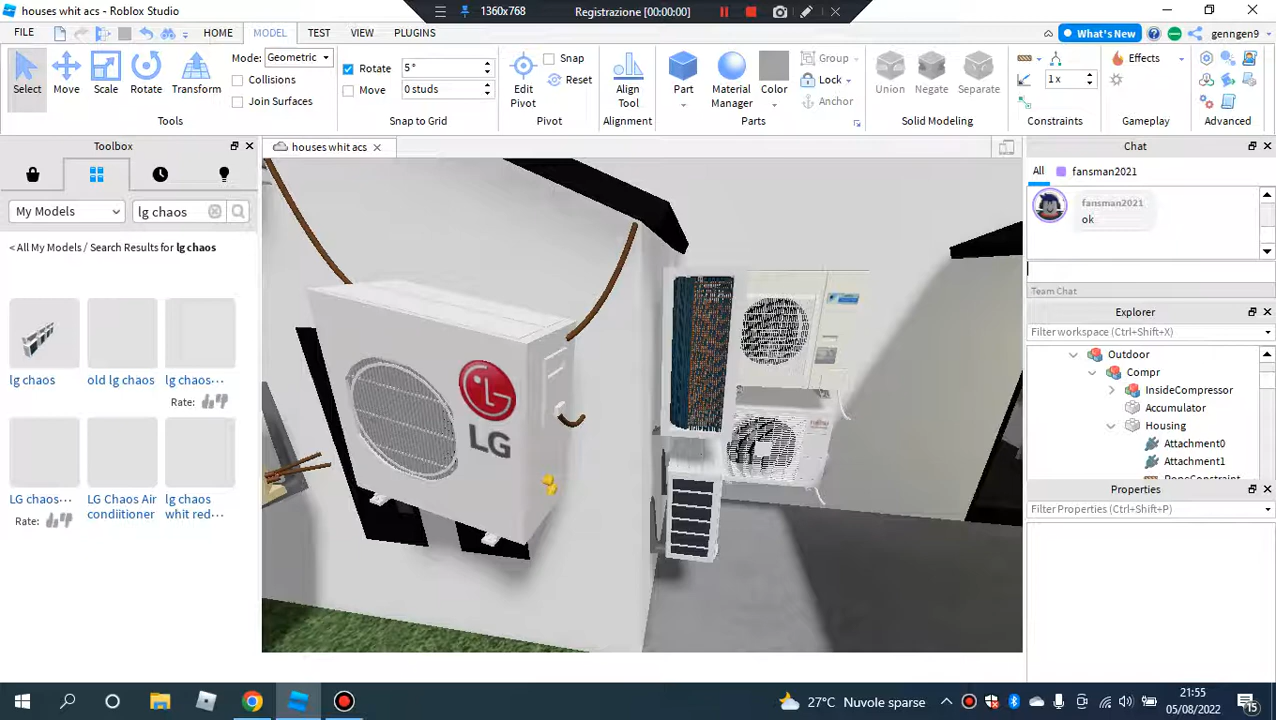 houses whit acs - Roblox Studio
1360x768
Registrazione [00:00:00]
FILE
HOME
MODEL
TEST
VIEW
PLUGINS
What's New
genngen9
Select
Move
Rotate
Transform
Mode: Geometric
Collisions
Join Surfaces
Tools
Rotate 5 °
Move 0 studs
Snap to Grid
Edit
Pivot
Snap
Reset
Pivot
Align
Tool
Alignment
Part
Material
Manager
Color
Group
Lock
Anchor
Parts
Union
Negate
Separate
Solid Modeling
1 x
Constraints
Effects
Gameplay
Advanced
Toolbox
My Models
lg chaos
< All My Models / Search Results for lg chaos
lg chaos
old lg chaos
lg chaos...
Rate:
LG chaos...
Rate:
LG Chaos Air
condiitioner
lg chaos
whit red...
houses whit acs
LG
Chat
All
fansman2021
fansman2021
ok
Team Chat
Explorer
Filter workspace (Ctrl+Shift+X)
Outdoor
Compr
InsideCompressor
Accumulator
Housing
Attachment0
Attachment1
Properties
Filter Properties (Ctrl+Shift+P)
27°C Nuvole sparse
21:55
05/08/2022
15